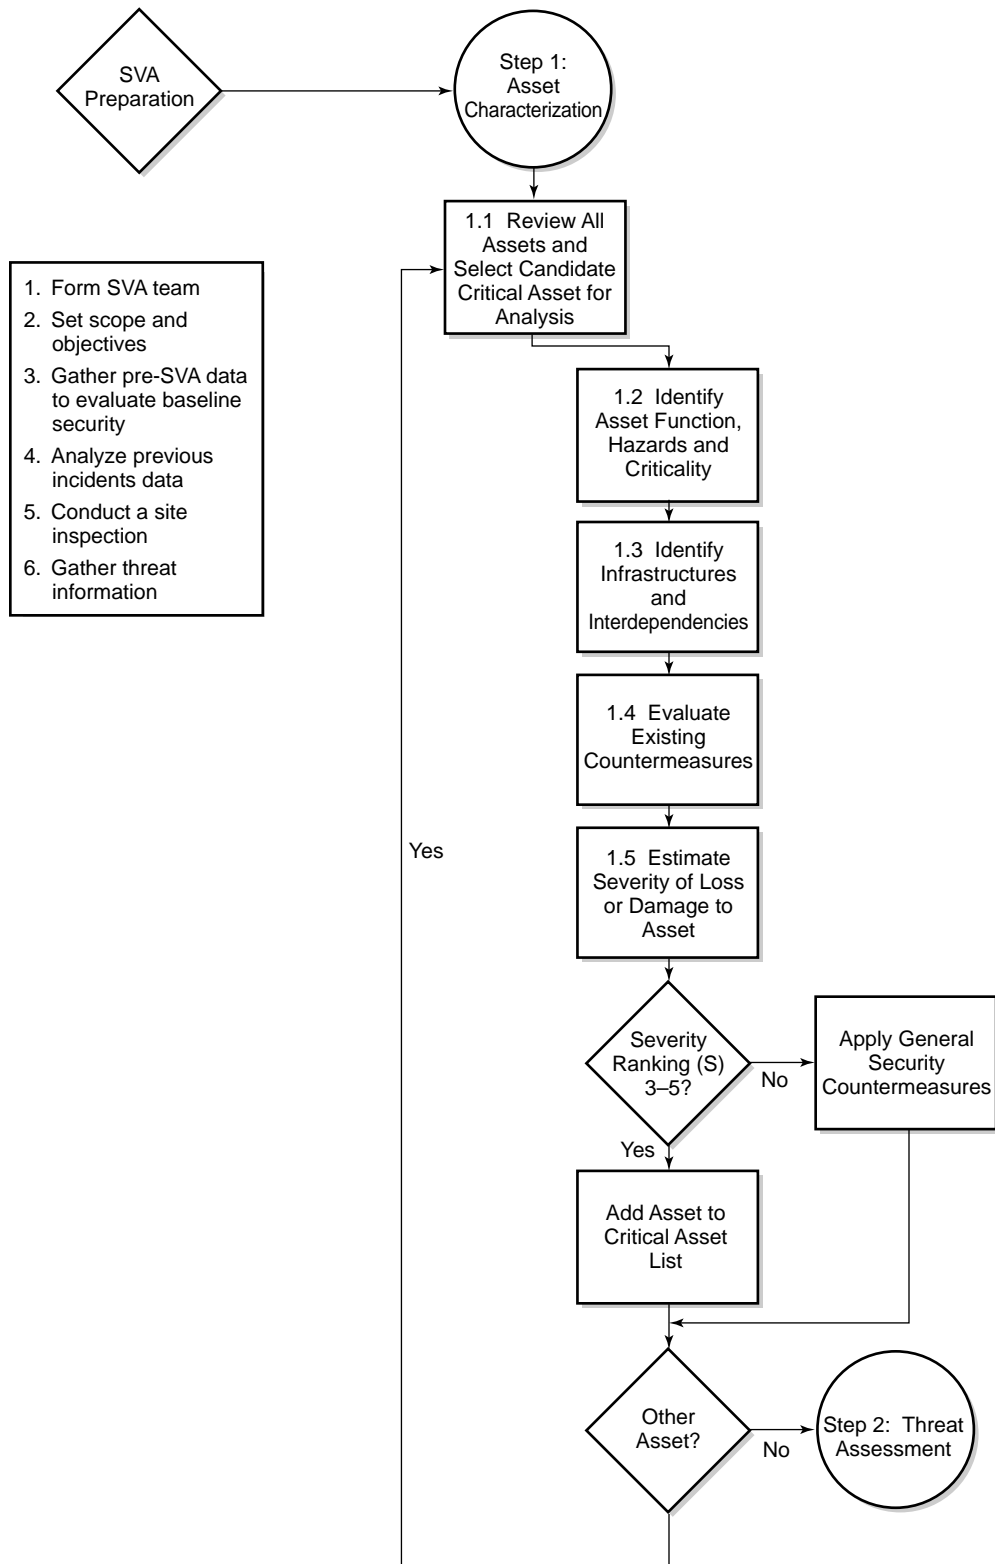 SVA
Preparation
Step 1:
Asset
Characterization
1.1 Review All
Assets and
Select Candidate
Critical Asset for
Analysis
1. Form SVA team
2. Set scope and
objectives
3. Gather pre-SVA data
to evaluate baseline
security
4. Analyze previous
incidents data
5. Conduct a site
inspection
6. Gather threat
information
1.2 Identify
Asset Function,
Hazards and
Criticality
1.3 Identify
Infrastructures
and
Interdependencies
1.4 Evaluate
Existing
Countermeasures
Yes
1.5 Estimate
Severity of Loss
or Damage to
Asset
Severity
Ranking (S)
3–5?
No
Apply General
Security
Countermeasures
Yes
Add Asset to
Critical Asset
List
Other
Asset?
No
Step 2: Threat
Assessment